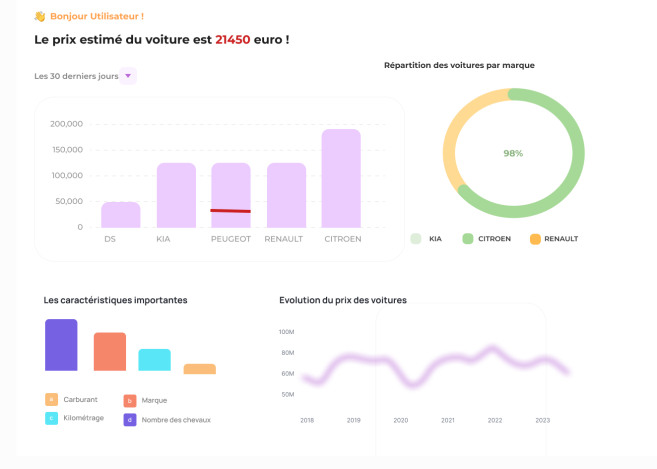 Bonjour Utilisateur !
Le prix estimé du voiture est 21450 euro !
Les 30 derniers jours
200,000
150,000
100,000
50,000
0
DS KIA PEUGEOT RENAULT CITROEN
Répartition des voitures par marque
98%
KIA CITROEN RENAULT
Les caractéristiques importantes
a Carburant
b Marque
c Kilométrage
d Nombre des chevaux
Evolution du prix des voitures
100M
80M
60M
50M
2018 2019 2020 2021 2022 2023